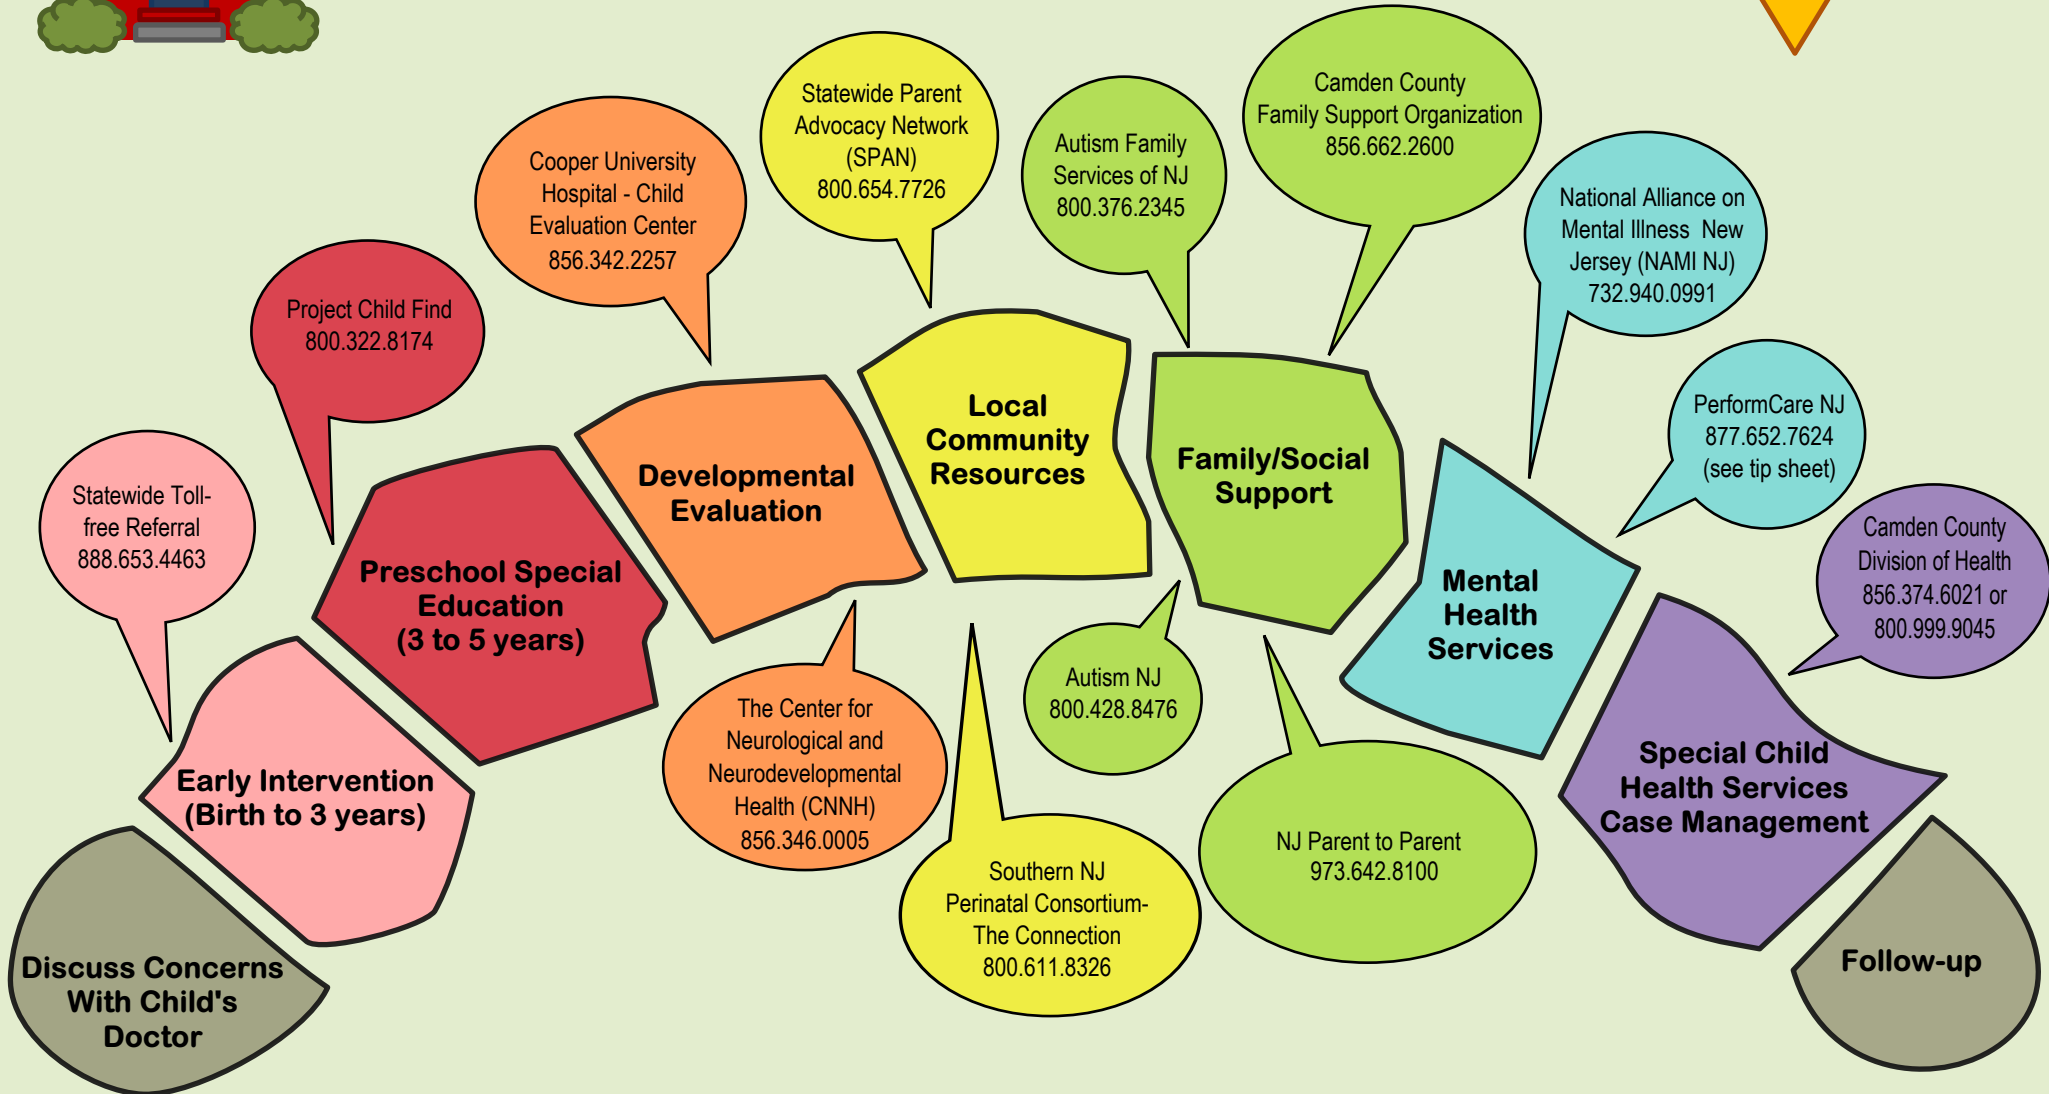 Statewide Toll-
free Referral
888.653.4463
Project Child Find
800.322.8174
Cooper University
Hospital - Child
Evaluation Center
856.342.2257
Statewide Parent
Advocacy Network
(SPAN)
800.654.7726
Autism Family
Services of NJ
800.376.2345
Camden County
Family Support Organization
856.662.2600
National Alliance on
Mental Illness New
Jersey (NAMI NJ)
732.940.0991
PerformCare NJ
877.652.7624
(see tip sheet)
Camden County
Division of Health
856.374.6021 or
800.999.9045
Discuss Concerns
With Child's
Doctor
Early Intervention
(Birth to 3 years)
Preschool Special
Education
(3 to 5 years)
Developmental
Evaluation
Local
Community
Resources
Family/Social
Support
Mental
Health
Services
Special Child
Health Services
Case Management
Follow-up
The Center for
Neurological and
Neurodevelopmental
Health (CNNH)
856.346.0005
Southern NJ
Perinatal Consortium-
The Connection
800.611.8326
Autism NJ
800.428.8476
NJ Parent to Parent
973.642.8100